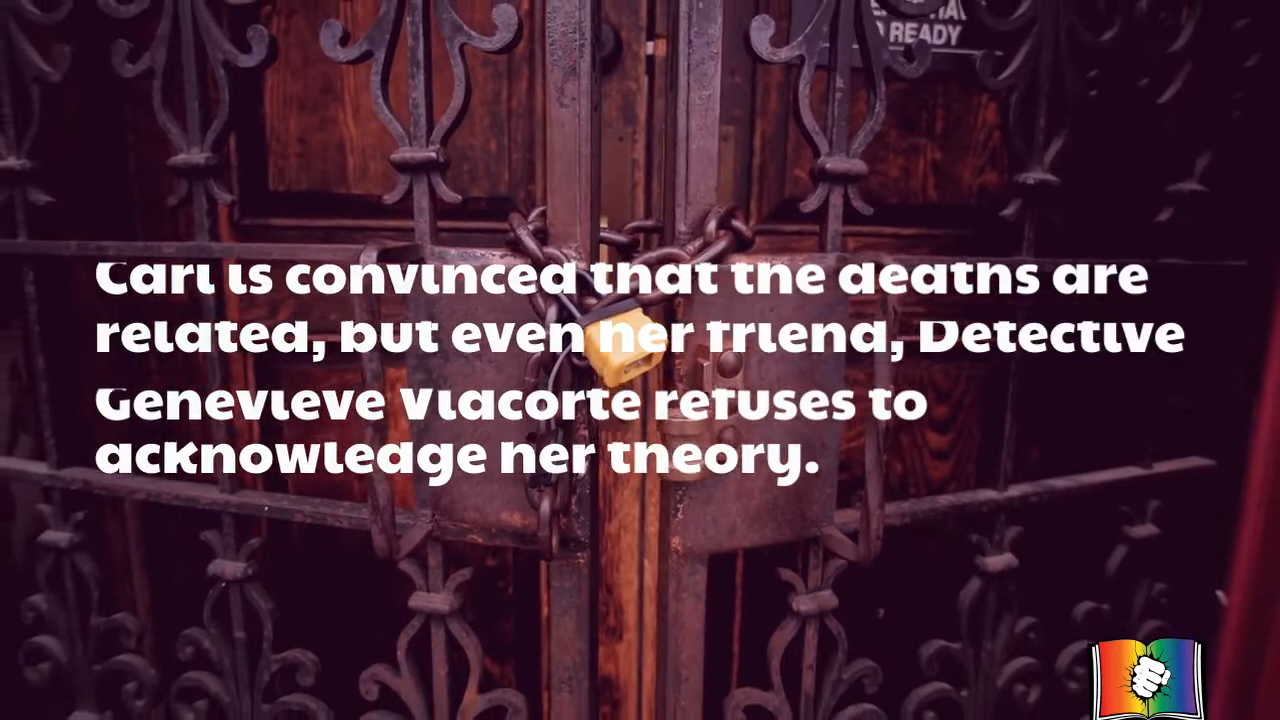 READY
Carl is convinced that the deaths are
related, but even her friend, Detective
Genevieve Viacorte refuses to
acknowledge her theory.